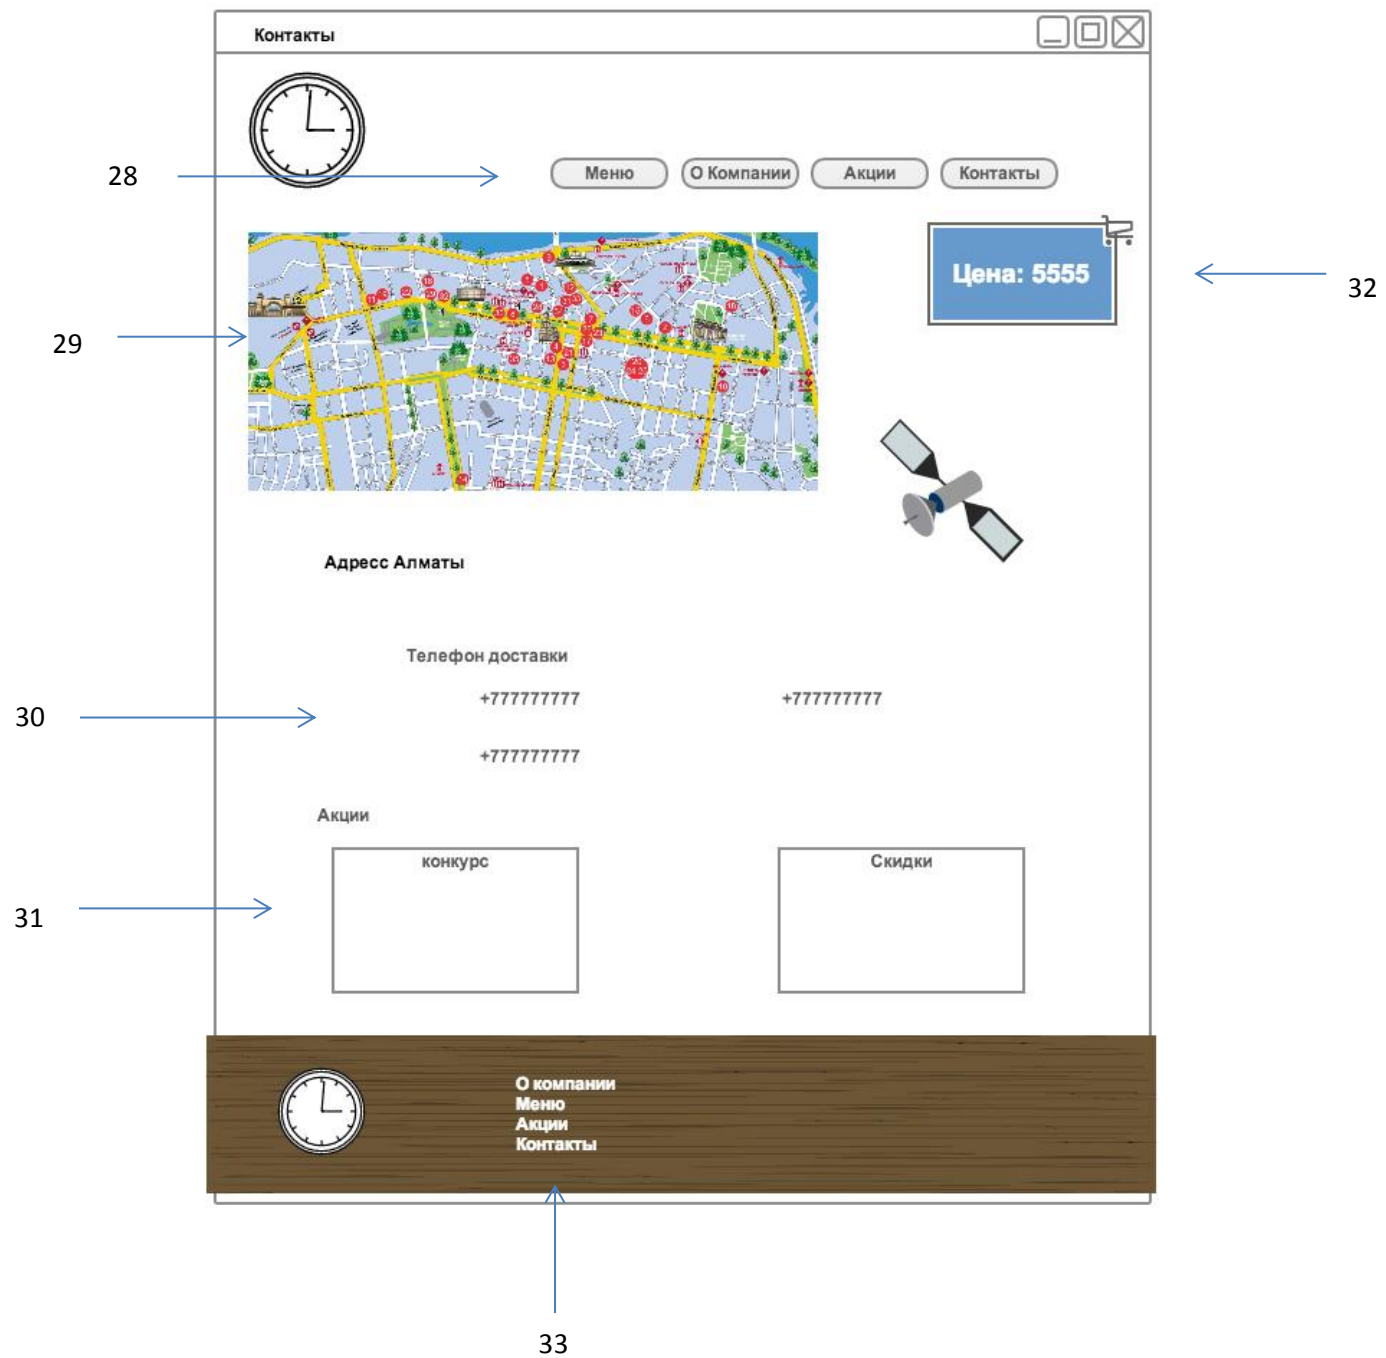 Контакты
28
Меню
О Компании
Акции
Контакты
Цена: 5555
32
29
Адресс Алматы
Телефон доставки
30
+777777777
+777777777
+777777777
Акции
31
конкурс
Скидки
О компании
Меню
Акции
Контакты
33